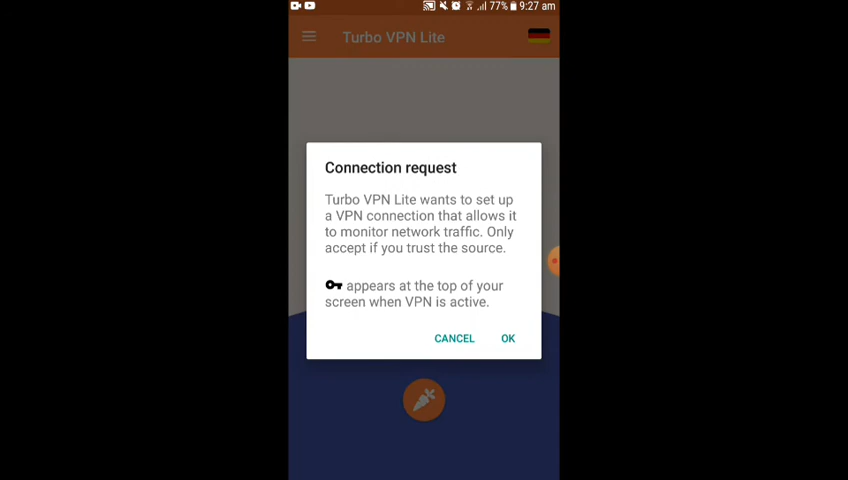 77% 9:27 am
Turbo VPN Lite
Connection request
Turbo VPN Lite wants to set up
a VPN connection that allows it
to monitor network traffic. Only
accept if you trust the source.
appears at the top of your
screen when VPN is active.
CANCEL OK